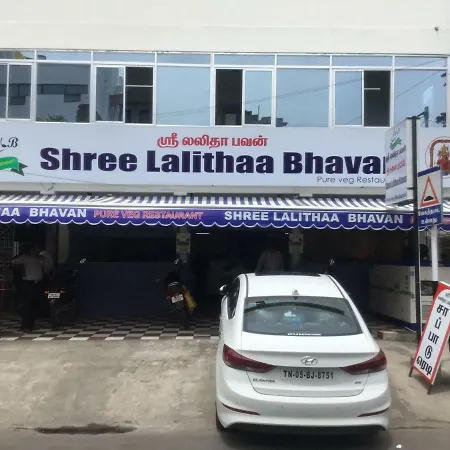 ஸ்ரீ லலிதா பவன்
Shree Lalithaa Bhavan
Pure veg Restau
BHAVAN PURE VEG RESTAURANT SHREE LALITHAA BHAVAN
TN-05-BJ-8751
சாப்பாடு ரெடி